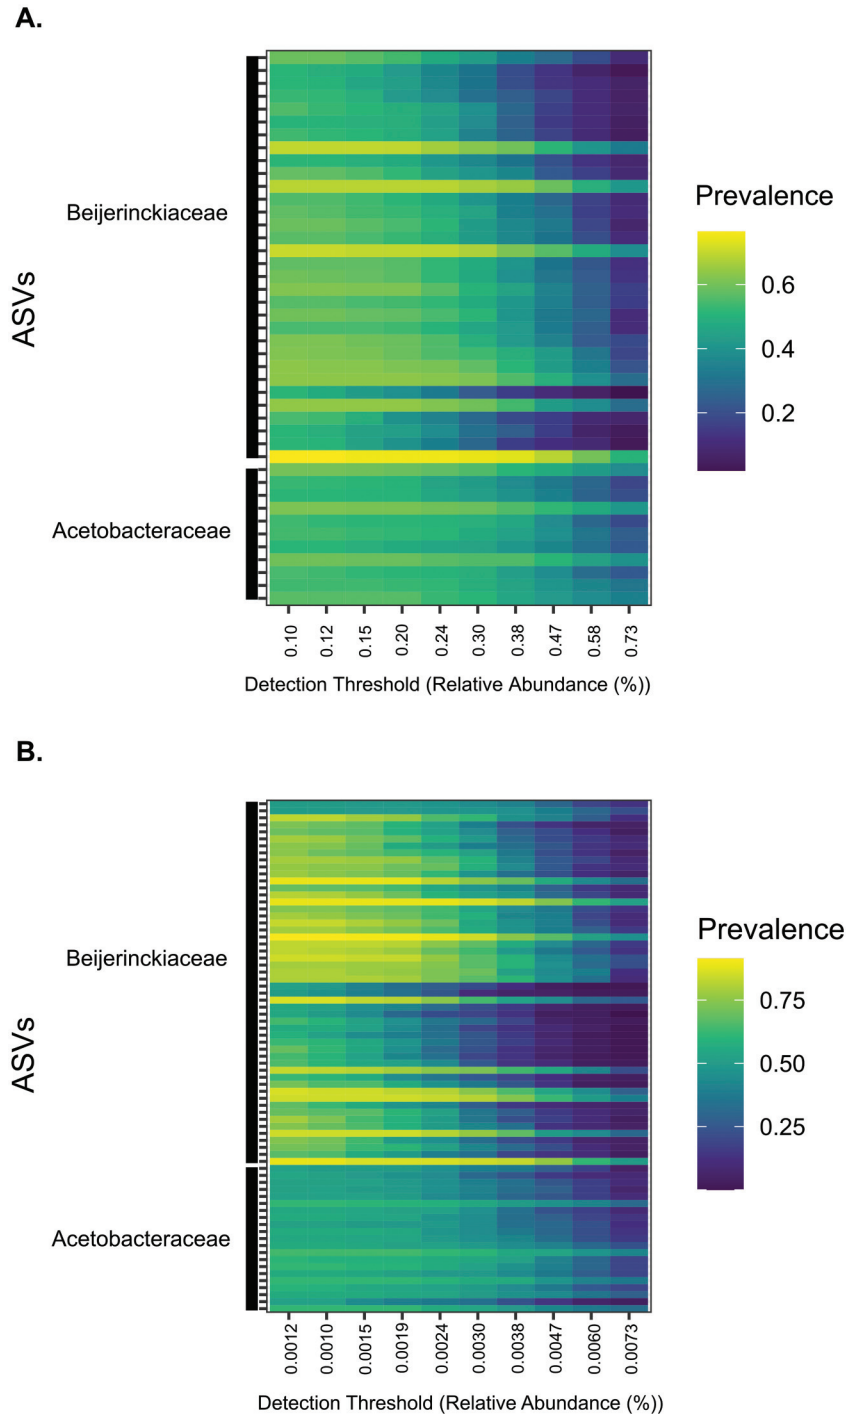 A.
ASVs
Beijerinckiaceae
Acetobacteraceae
Prevalence
0.6
0.4
0.2
0.10
0.12
0.15
0.20
0.24
0.30
0.38
0.47
0.58
0.73
Detection Threshold (Relative Abundance (%))
B.
ASVs
Beijerinckiaceae
Acetobacteraceae
Prevalence
0.75
0.50
0.25
0.0012
0.0010
0.0015
0.0019
0.0024
0.0030
0.0038
0.0047
0.0060
0.0073
Detection Threshold (Relative Abundance (%))